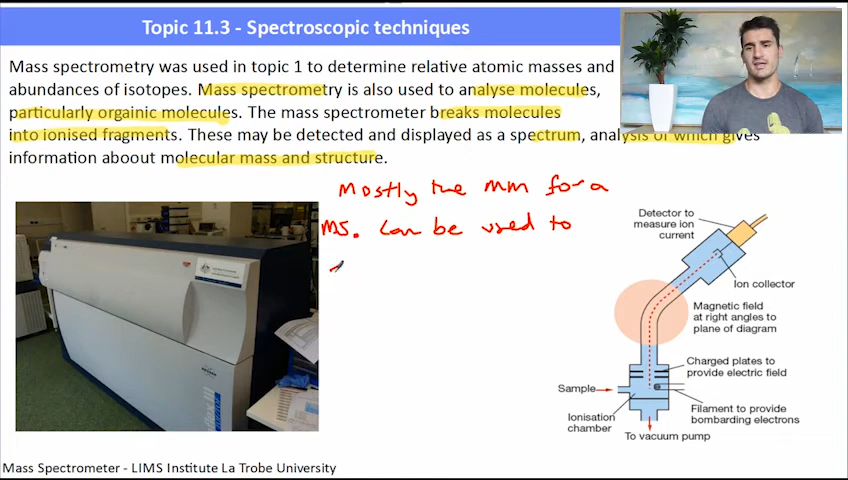 Topic 11.3 - Spectroscopic techniques
Mass spectrometry was used in topic 1 to determine relative atomic masses and
abundances of isotopes. Mass spectrometry is also used to analyse molecules,
particularly orgainic molecules. The mass spectrometer breaks molecules
into ionised fragments. These may be detected and displayed as a spectrum, analysis of which gives
information aboout molecular mass and structure.
Mostly the MM for a
MS. Can be used to
Detector to
measure ion
current
Ion collector
Magnetic field
at right angles to
plane of diagram
Charged plates to
provide electric field
Sample
Ionisation
chamber
Filament to provide
bombarding electrons
To vacuum pump
Mass Spectrometer - LIMS Institute La Trobe University